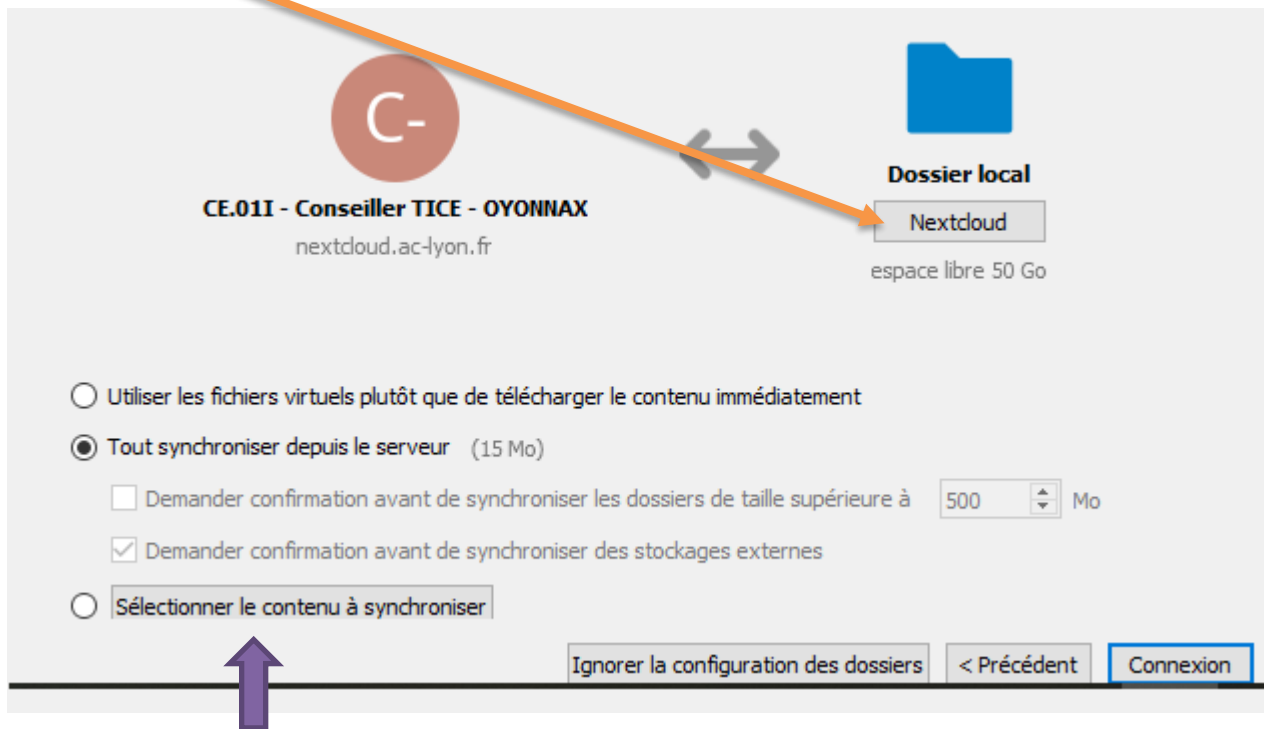 C-
CE.01I - Conseiller TICE - OYONNAX
nextcloud.ac-lyon.fr
Dossier local
Nextcloud
espace libre 50 Go
Utiliser les fichiers virtuels plutôt que de télécharger le contenu immédiatement
Tout synchroniser depuis le serveur (15 Mo)
Demander confirmation avant de synchroniser les dossiers de taille supérieure à 500 Mo
Demander confirmation avant de synchroniser des stockages externes
Sélectionner le contenu à synchroniser
Ignorer la configuration des dossiers < Précédent Connexion